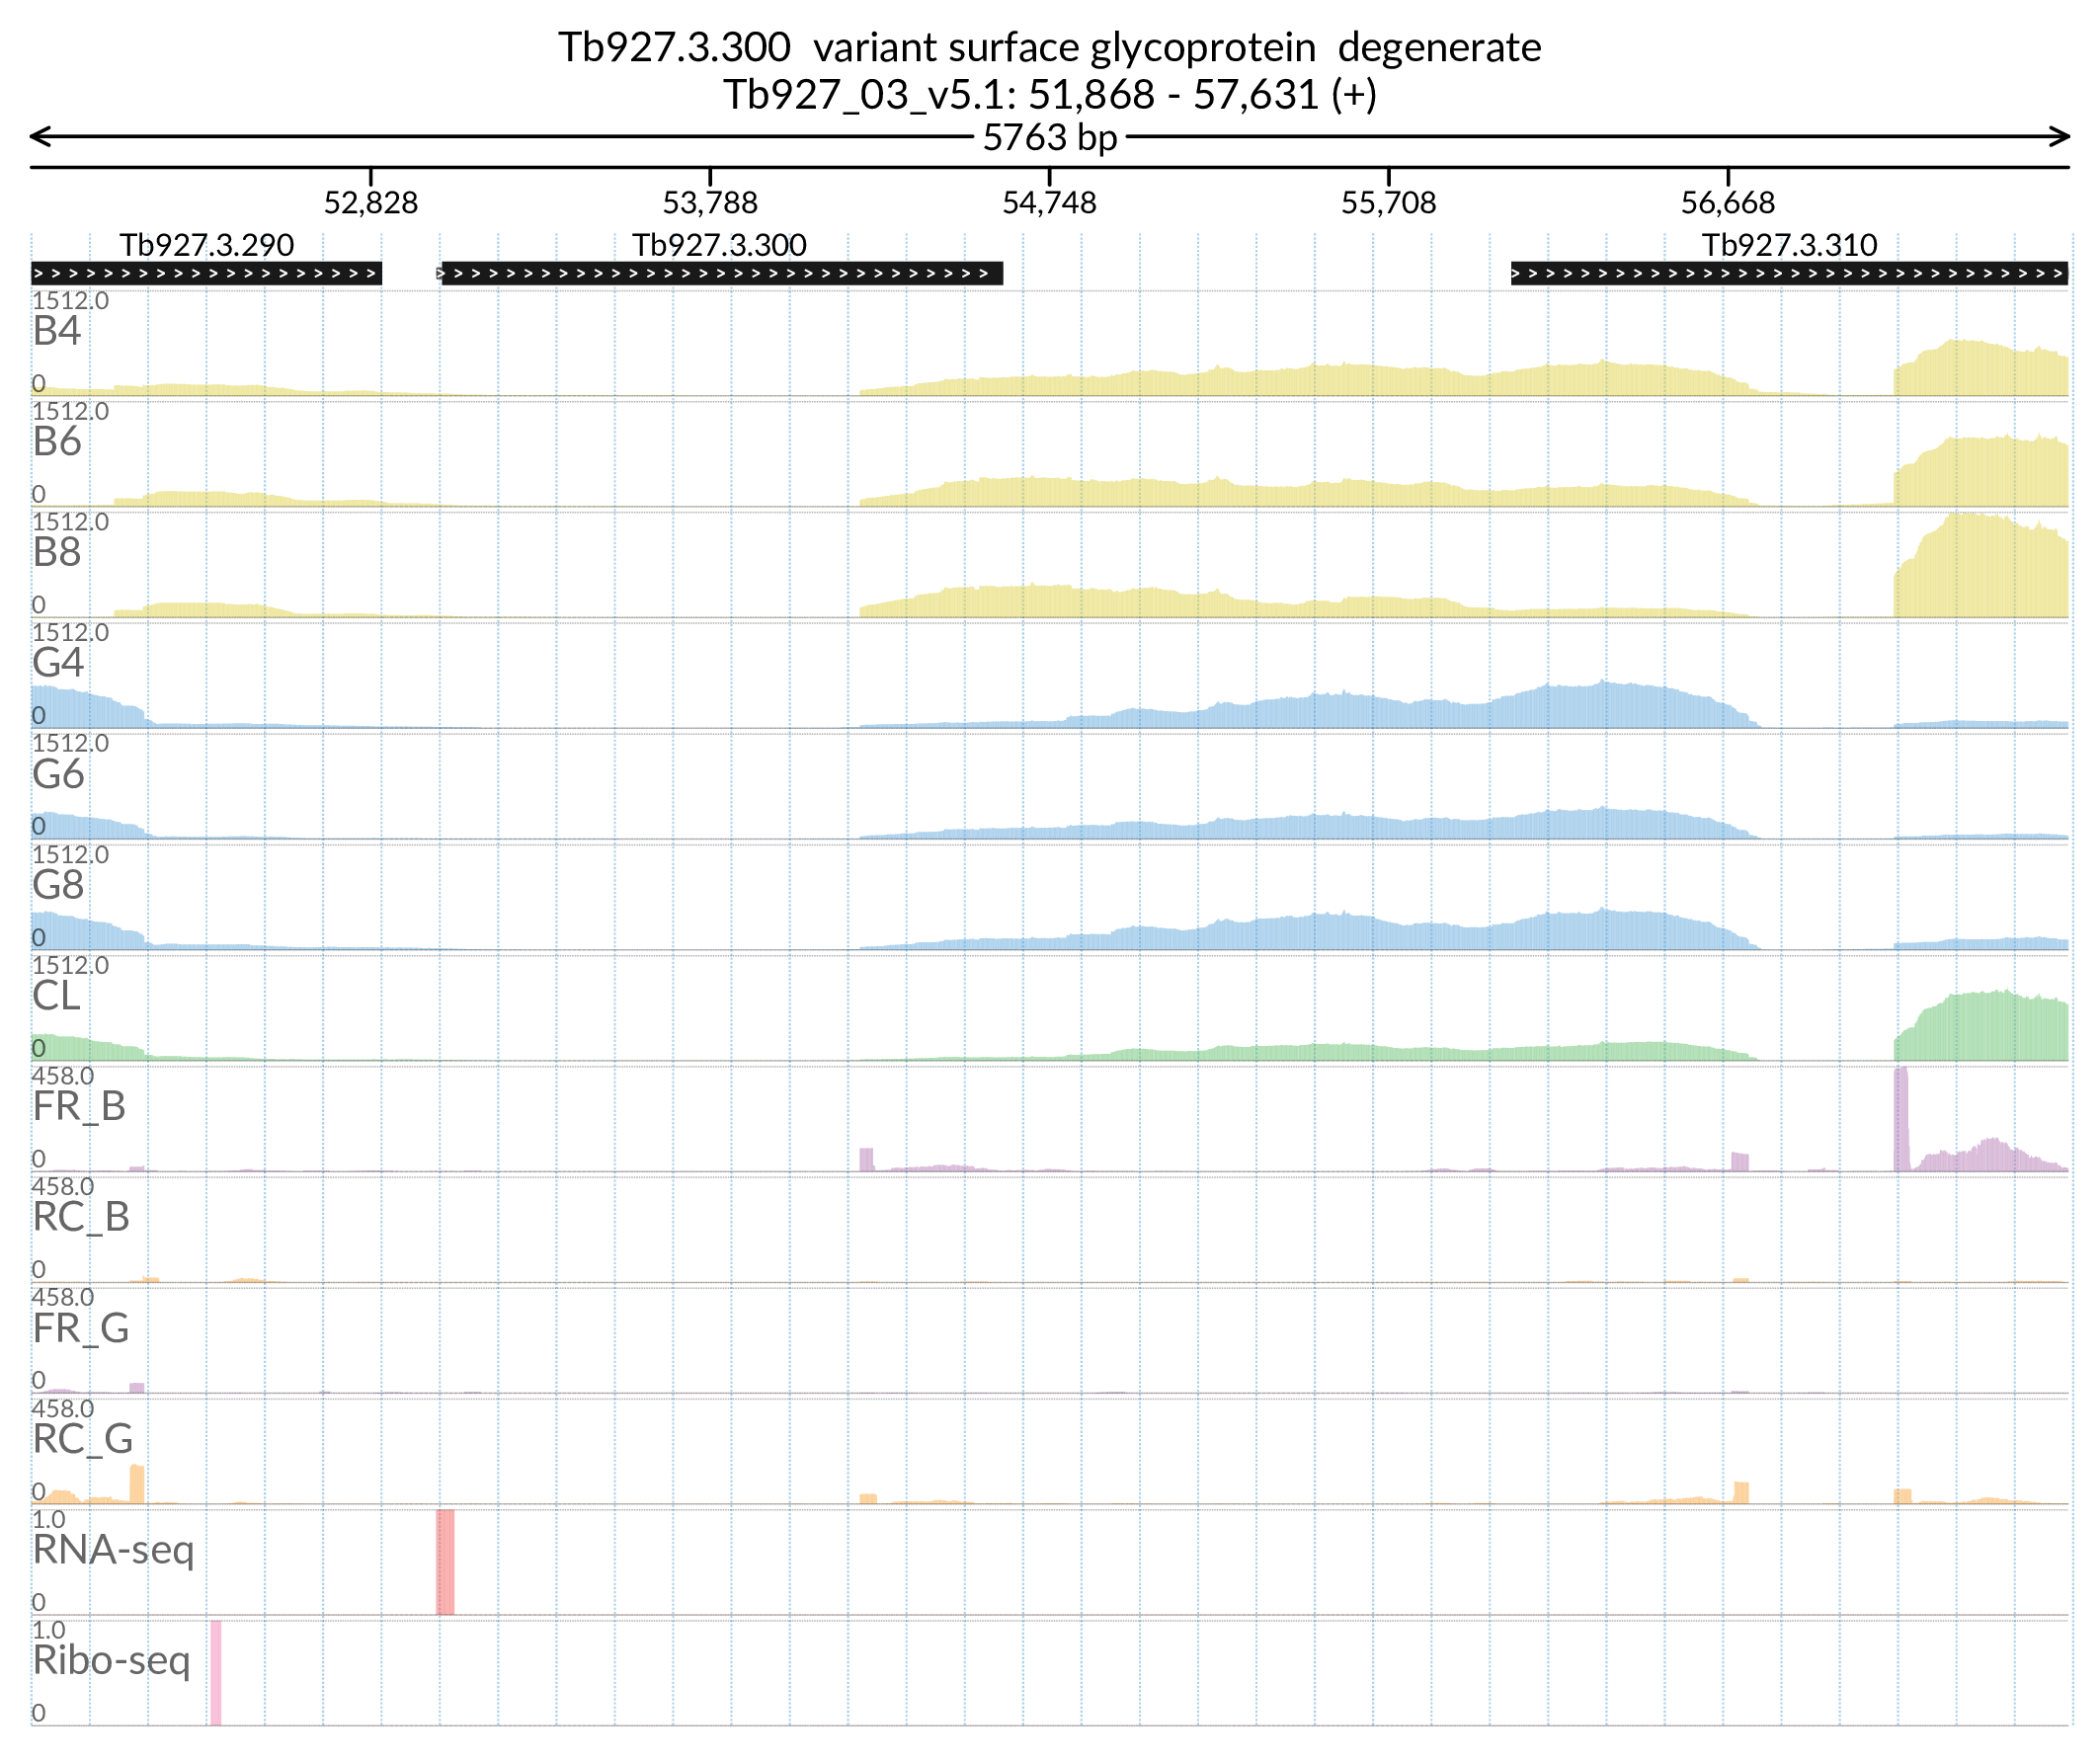 Tb927.3.300 variant surface glycoprotein degenerate
Tb927_03_v5.1: 51,868 - 57,631 (+)
5763 bp
52,828 53,788 54,748 55,708 56,668
Tb927.3.290 Tb927.3.300 Tb927.3.310
1512.0
B4
0
1512.0
B6
0
1512.0
B8
0
1512.0
G4
0
1512.0
G6
0
1512.0
G8
0
1512.0
CL
0
458.0
FR_B
0
458.0
RC_B
0
458.0
FR_G
0
458.0
RC_G
0
1.0
RNA-seq
0
1.0
Ribo-seq
0